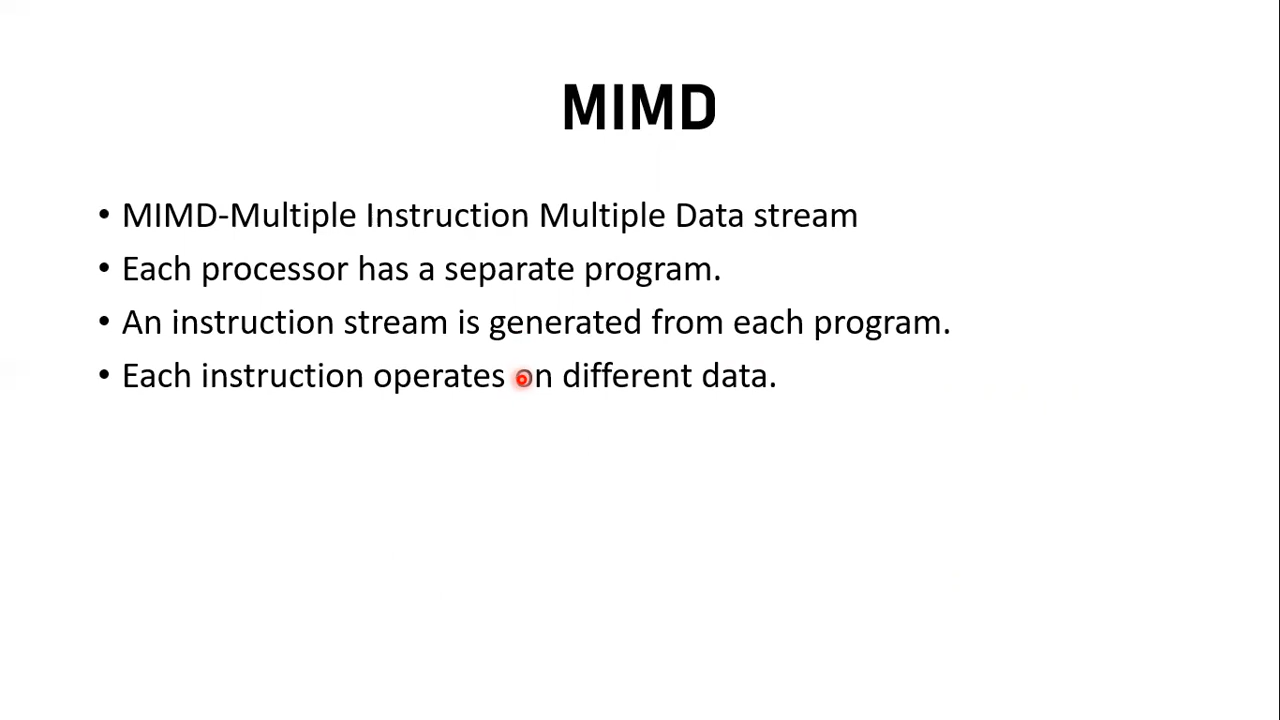 MIMD
• MIMD-Multiple Instruction Multiple Data stream
• Each processor has a separate program.
• An instruction stream is generated from each program.
• Each instruction operates on different data.